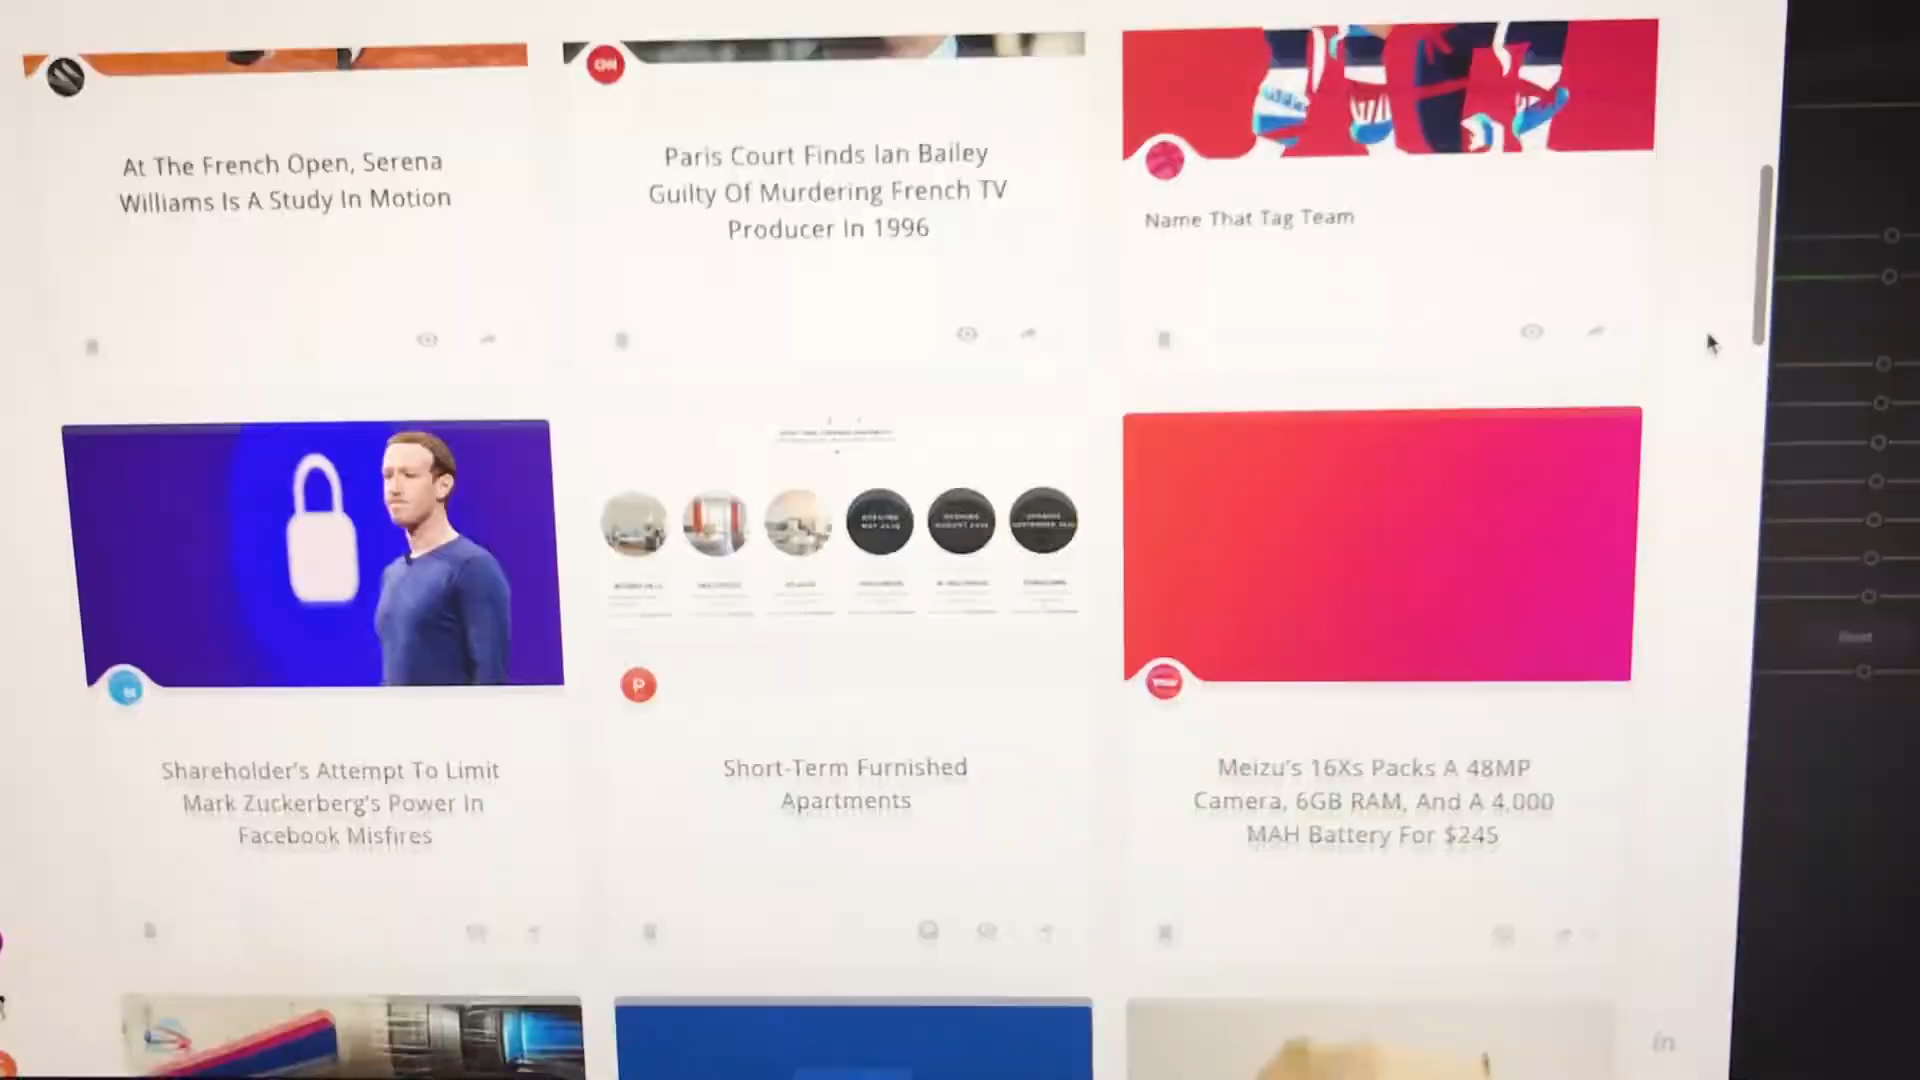 CNN
At The French Open, Serena
Williams Is A Study In Motion
Paris Court Finds Ian Bailey
Guilty Of Murdering French TV
Producer In 1996
Name That Tag Team
P
Shareholder's Attempt To Limit
Mark Zuckerberg's Power In
Facebook Misfires
Short-Term Furnished
Apartments
Meizu's 16Xs Packs A 48MP
Camera, 6GB RAM, And A 4,000
MAH Battery For $245
in